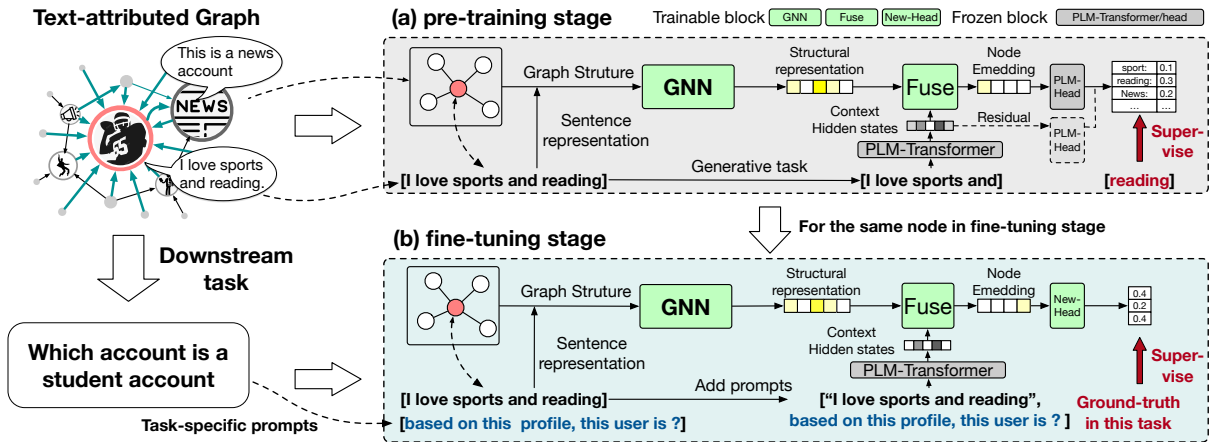 Text-attributed Graph
This is a news
account
NEWS
I love sports
and reading.
Downstream
task
Which account is a
student account
Task-specific prompts
(a) pre-training stage
Trainable block
GNN
Fuse
New-Head
Frozen block
PLM-Transformer/head
Graph Struture
Sentence
representation
GNN
Structural
representation
Fuse
Context
Hidden states
PLM-Transformer
Node
Emedding
Residual
PLM-
Head
PLM-
Head
sport: 0.1
reading: 0.3
News: 0.2
... ...
Super-
vise
[I love sports and reading]
Generative task
[I love sports and]
[reading]
For the same node in fine-tuning stage
(b) fine-tuning stage
Graph Struture
Sentence
representation
GNN
Structural
representation
Fuse
Context
Hidden states
PLM-Transformer
Node
Emedding
New-
Head
0.4
0.2
0.4
Super-
vise
[I love sports and reading]
[based on this profile, this user is ?]
Add prompts
["I love sports and reading",
based on this profile, this user is ? ]
Ground-truth
in this task